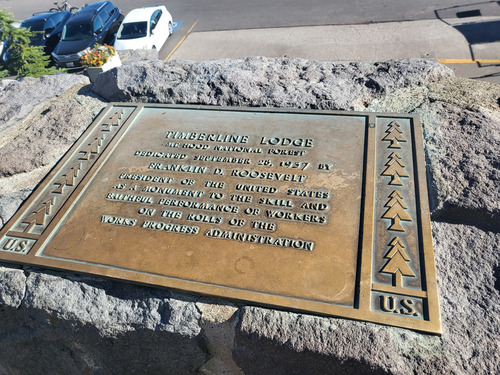 TIMBERLINE LODGE
MT. HOOD NATIONAL FOREST
DEDICATED SEPTEMBER 28, 1937 BY
FRANKLIN D. ROOSEVELT
PRESIDENT OF THE UNITED STATES
AS A MONUMENT TO THE SKILL AND
FAITHFUL PERFORMANCE OF WORKERS
ON THE ROLLS OF THE
WORKS PROGRESS ADMINISTRATION
U.S.
U.S.